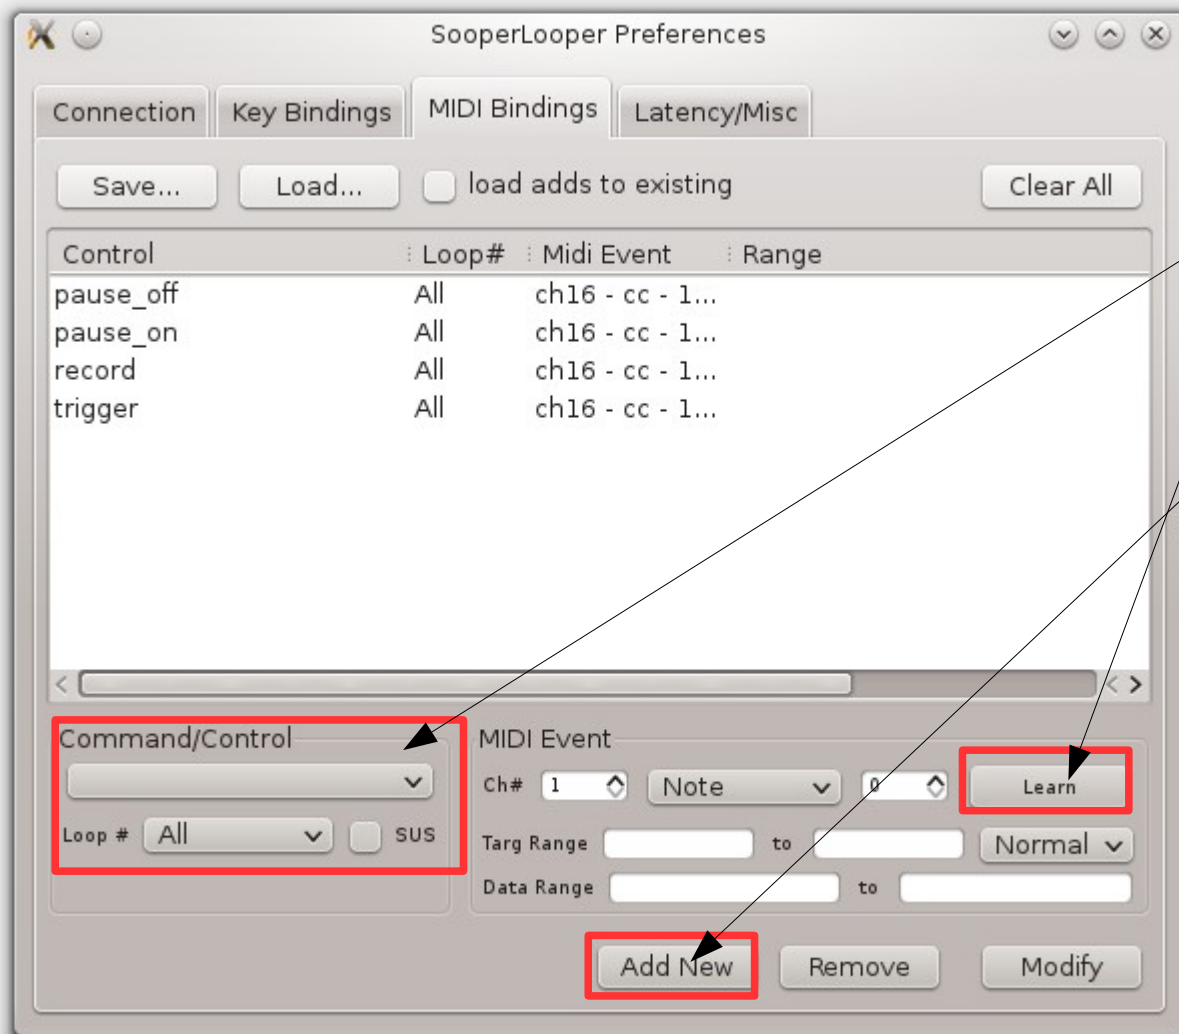 SooperLooper Preferences
Connection Key Bindings MIDI Bindings Latency/Misc
Save... Load... load adds to existing Clear All
Control Loop# Midi Event Range
pause_off All ch16 - cc - 1...
pause_on All ch16 - cc - 1...
record All ch16 - cc - 1...
trigger All ch16 - cc - 1...
Command/Control MIDI Event
Ch# 1 Note 0 Learn
Loop # All SUS Targ Range to Normal
Data Range to
Add New Remove Modify